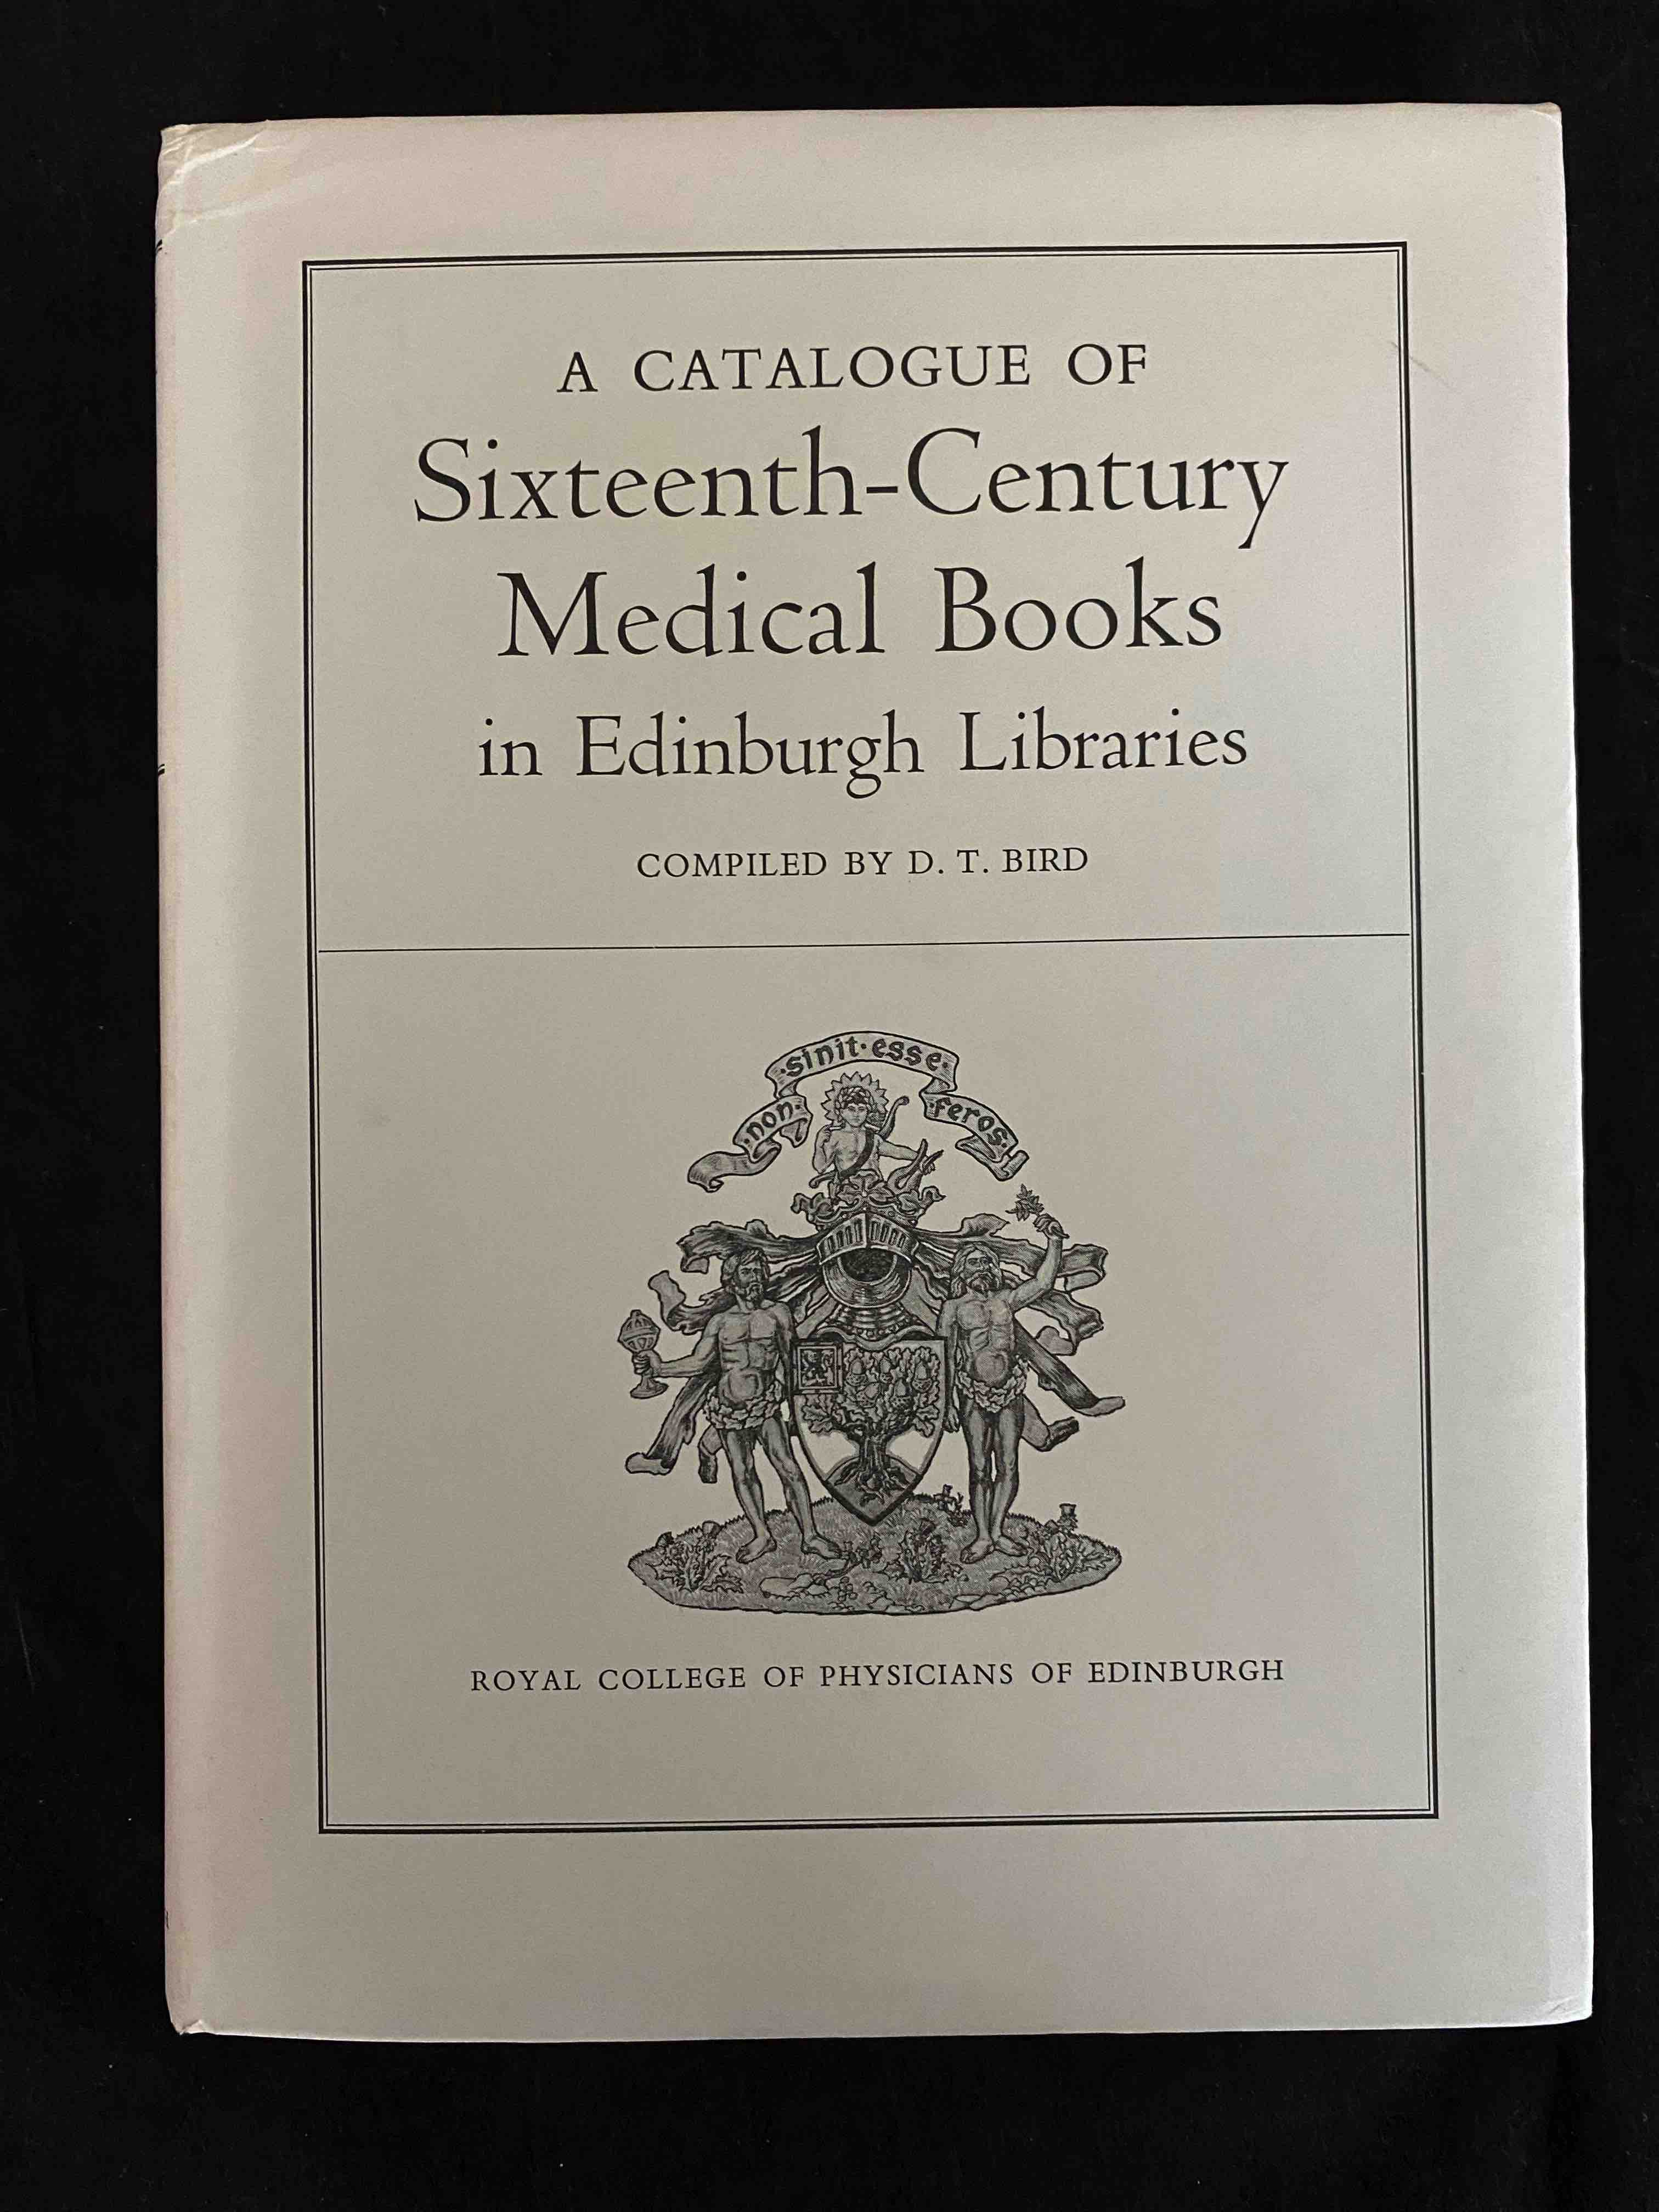 A CATALOGUE OF
Sixteenth-Century
Medical Books
in Edinburgh Libraries
COMPILED BY D. T. BIRD
·non· ·sinit·esse· ·feros·
ROYAL COLLEGE OF PHYSICIANS OF EDINBURGH